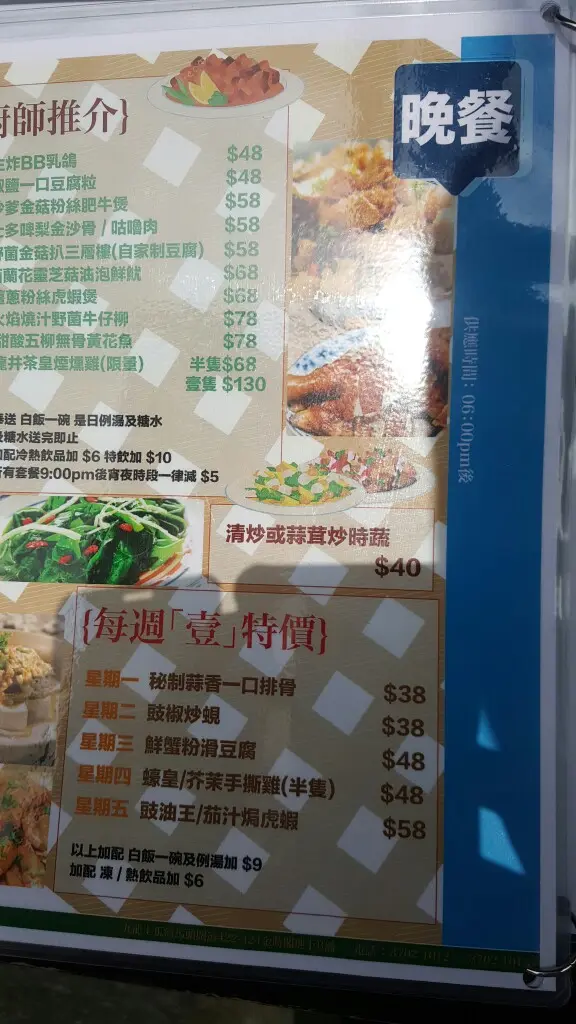 晚餐
供應時間：06:00pm後
師推介}
炸BB乳鴿 $48
鹽一口豆腐粒 $48
爹金菇粉絲肥牛煲 $58
多啤梨金沙骨 / 咕嚕肉 $58
菌金菇扒三層樓(自家制豆腐) $58
蘭花靈芝菇油泡鮮魷 $68
蔥粉絲虎蝦煲 $68
火焰燒汁野菌牛仔柳 $78
甜酸五柳無骨黃花魚 $78
井茶皇煙燻雞(限量) 半隻$68
壹隻 $130
送 白飯一碗 是日例湯及糖水
糖水送完即止
配冷熱飲品加 $6 特飲加 $10
有套餐9:00pm後宵夜時段一律減 $5
清炒或蒜茸炒時蔬
$40
{每週「壹」特價}
星期一 秘制蒜香一口排骨 $38
星期二 豉椒炒蜆 $38
星期三 鮮蟹粉滑豆腐 $48
星期四 蠔皇/芥茉手撕雞(半隻) $48
星期五 豉油王/茄汁焗虎蝦 $58
以上加配 白飯一碗及例湯加 $9
加配 凍 / 熱飲品加 $6